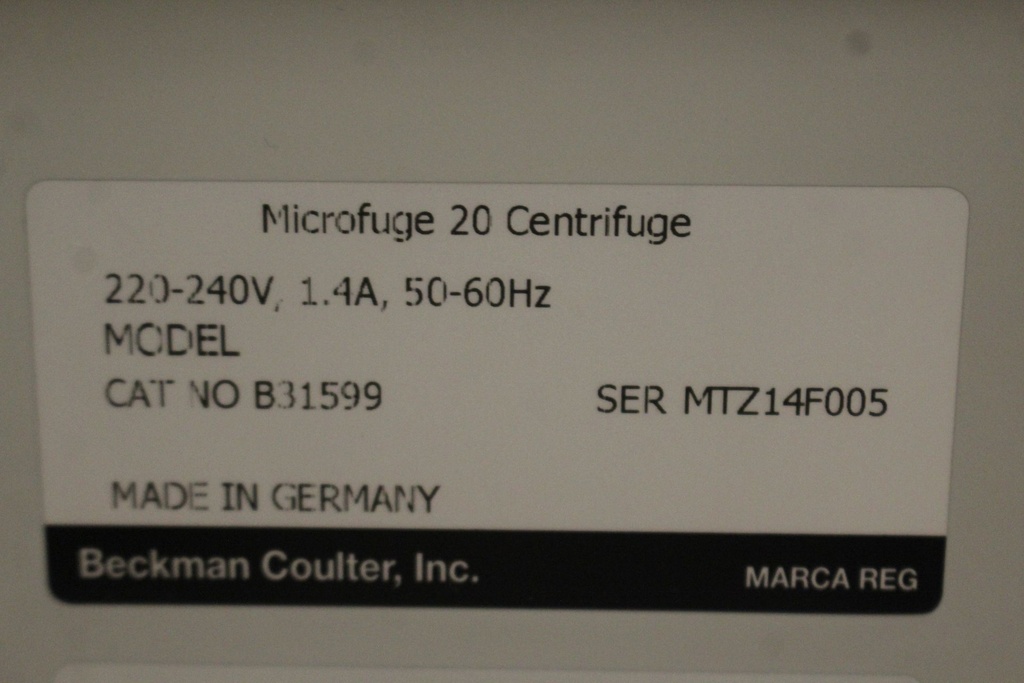 Microfuge 20 Centrifuge
220-240V, 1.4A, 50-60Hz
MODEL
CAT NO B31599 SER MTZ14F005
MADE IN GERMANY
Beckman Coulter, Inc. MARCA REG